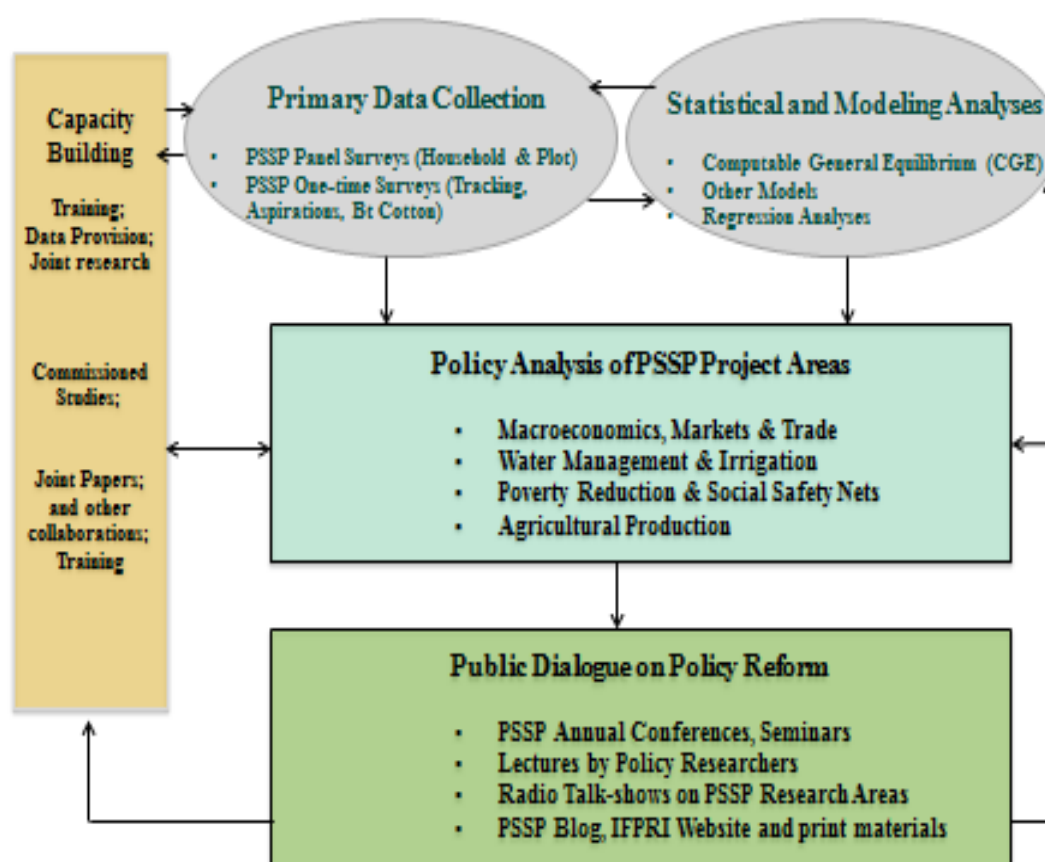 Capacity
Building
Training;
Data Provision;
Joint research
Commissioned
Studies;
Joint Papers;
and other
collaborations;
Training
Primary Data Collection
• PSSP Panel Surveys (Household & Plot)
• PSSP One-time Surveys (Tracking,
Aspirations, Bt Cotton)
Statistical and Modeling Analyses
• Computable General Equilibrium (CGE)
• Other Models
• Regression Analyses
Policy Analysis of PSSP Project Areas
• Macroeconomics, Markets & Trade
• Water Management & Irrigation
• Poverty Reduction & Social Safety Nets
• Agricultural Production
Public Dialogue on Policy Reform
• PSSP Annual Conferences, Seminars
• Lectures by Policy Researchers
• Radio Talk-shows on PSSP Research Areas
• PSSP Blog, IFPRI Website and print materials